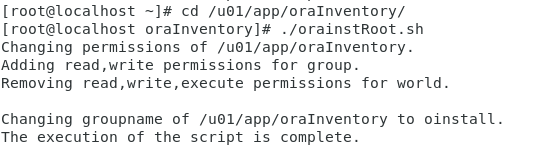 [root@localhost ~]# cd /u01/app/oraInventory/
[root@localhost oraInventory]# ./orainstRoot.sh
Changing permissions of /u01/app/oraInventory.
Adding read,write permissions for group.
Removing read,write,execute permissions for world.
Changing groupname of /u01/app/oraInventory to oinstall.
The execution of the script is complete.